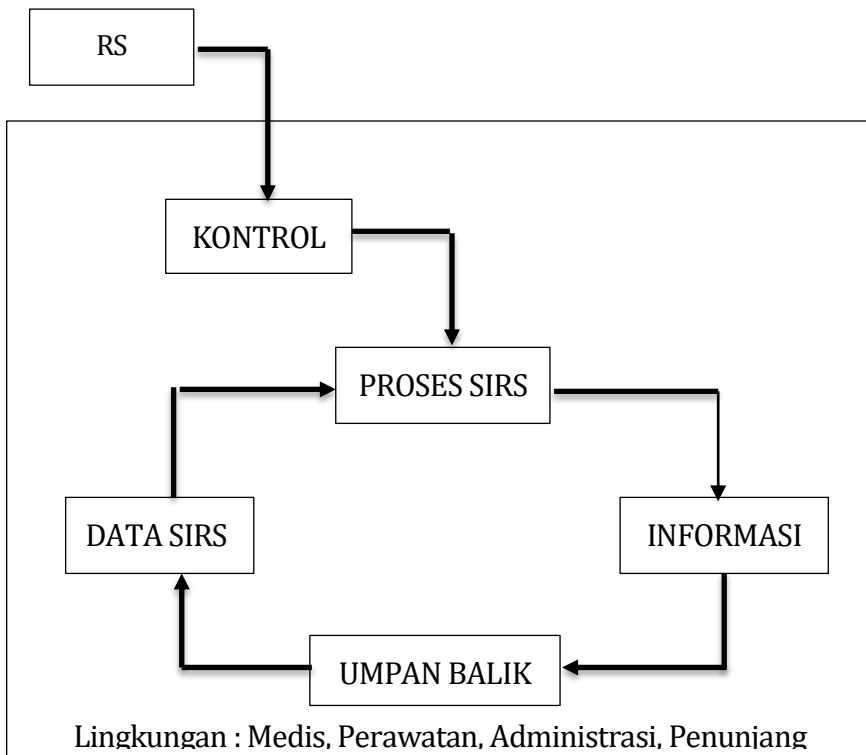 RS
KONTROL
PROSES SIRS
DATA SIRS
INFORMASI
UMPAN BALIK
Lingkungan : Medis, Perawatan, Administrasi, Penunjang